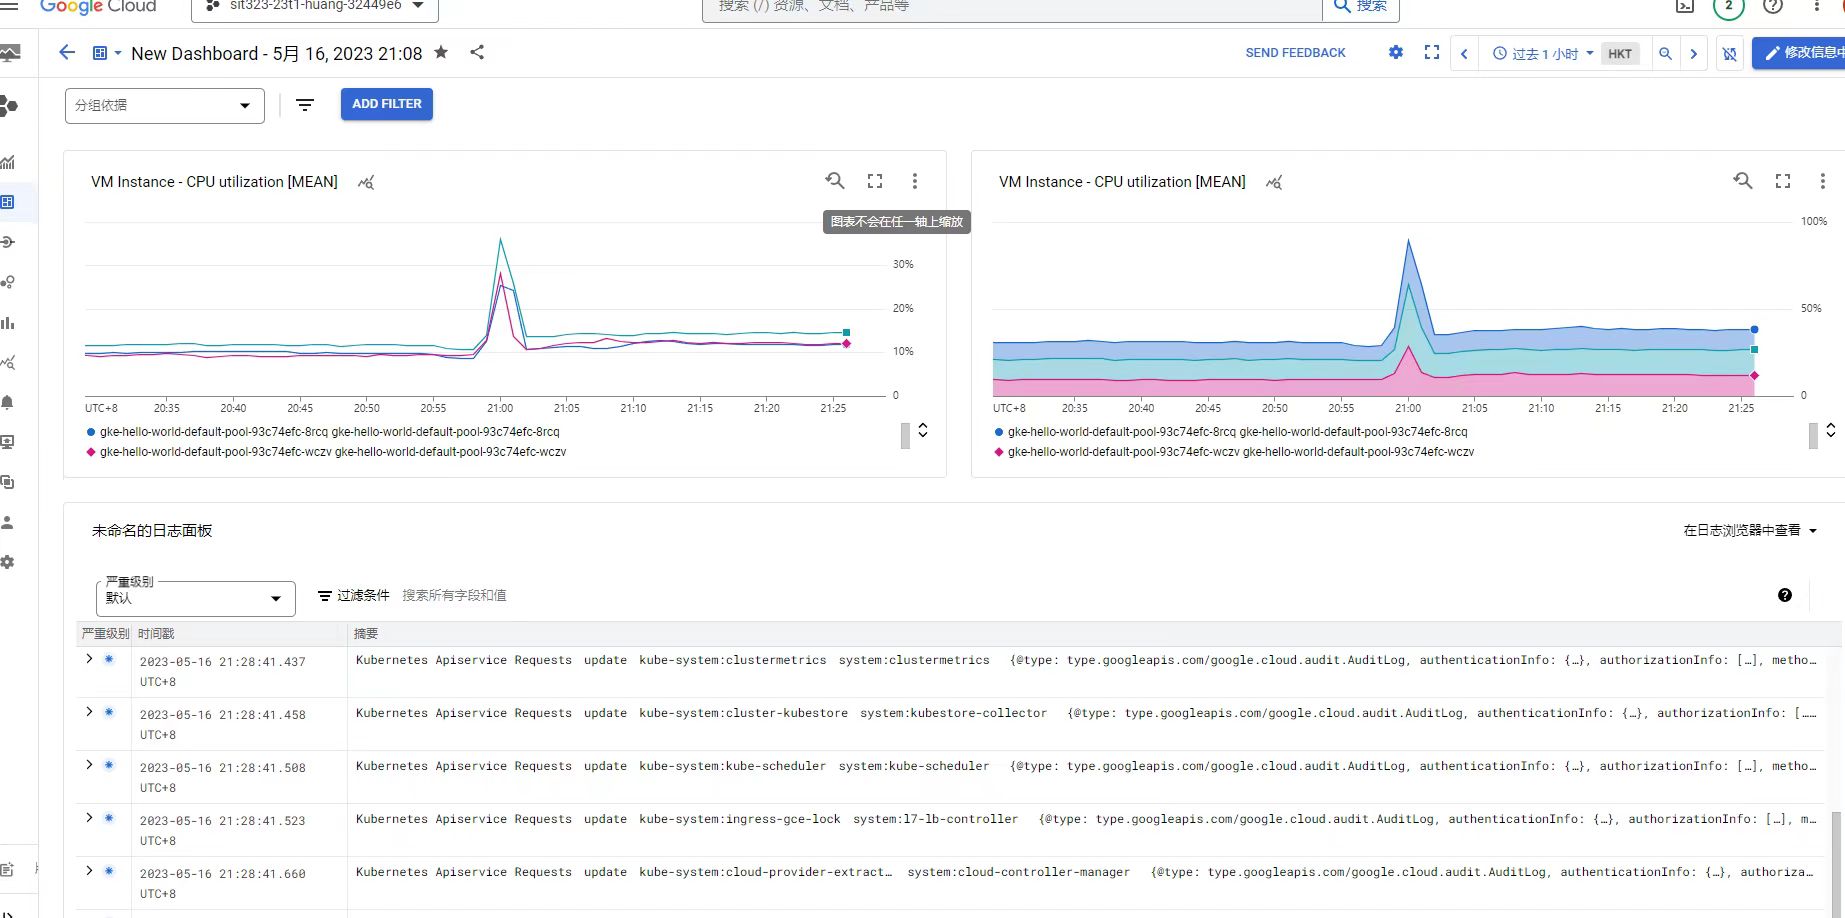 Google Cloud
sit323-23t1-huang-32449e6
搜索 (/) 资源、文档、产品等
搜索
2
New Dashboard - 5月 16, 2023 21:08
SEND FEEDBACK
过去 1 小时
HKT
修改信息中
分组依据
ADD FILTER
VM Instance - CPU utilization [MEAN]
图表不会在任一轴上缩放
30%
20%
10%
0
UTC+8 20:35 20:40 20:45 20:50 20:55 21:00 21:05 21:10 21:15 21:20 21:25
gke-hello-world-default-pool-93c74efc-8rcq gke-hello-world-default-pool-93c74efc-8rcq
gke-hello-world-default-pool-93c74efc-wczv gke-hello-world-default-pool-93c74efc-wczv
VM Instance - CPU utilization [MEAN]
100%
50%
0
UTC+8 20:35 20:40 20:45 20:50 20:55 21:00 21:05 21:10 21:15 21:20 21:25
gke-hello-world-default-pool-93c74efc-8rcq gke-hello-world-default-pool-93c74efc-8rcq
gke-hello-world-default-pool-93c74efc-wczv gke-hello-world-default-pool-93c74efc-wczv
未命名的日志面板
在日志浏览器中查看
严重级别
默认
过滤条件 搜索所有字段和值
严重级别 时间戳 摘要
2023-05-16 21:28:41.437 Kubernetes Apiservice Requests update kube-system:clustermetrics system:clustermetrics {@type: type.googleapis.com/google.cloud.audit.AuditLog, authenticationInfo: {…}, authorizationInfo: […], metho…
UTC+8
2023-05-16 21:28:41.458 Kubernetes Apiservice Requests update kube-system:cluster-kubestore system:kubestore-collector {@type: type.googleapis.com/google.cloud.audit.AuditLog, authenticationInfo: {…}, authorizationInfo: [……
UTC+8
2023-05-16 21:28:41.508 Kubernetes Apiservice Requests update kube-system:kube-scheduler system:kube-scheduler {@type: type.googleapis.com/google.cloud.audit.AuditLog, authenticationInfo: {…}, authorizationInfo: […], metho…
UTC+8
2023-05-16 21:28:41.523 Kubernetes Apiservice Requests update kube-system:ingress-gce-lock system:l7-lb-controller {@type: type.googleapis.com/google.cloud.audit.AuditLog, authenticationInfo: {…}, authorizationInfo: […], m…
UTC+8
2023-05-16 21:28:41.660 Kubernetes Apiservice Requests update kube-system:cloud-provider-extract… system:cloud-controller-manager {@type: type.googleapis.com/google.cloud.audit.AuditLog, authenticationInfo: {…}, authoriza…
UTC+8